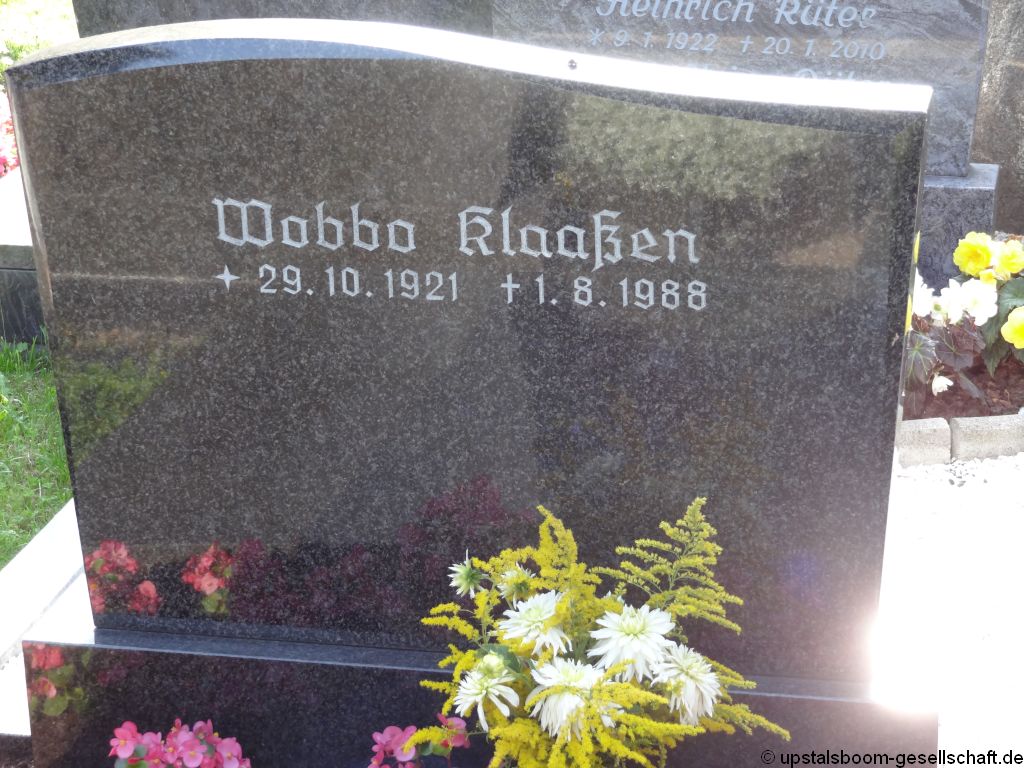 Heinrich Rüter
* 9. 1. 1922 † 20. 1. 2010
Wobbo Klaaßen
✦ 29. 10. 1921 † 1. 8. 1988
© upstalsboom-gesellschaft.de